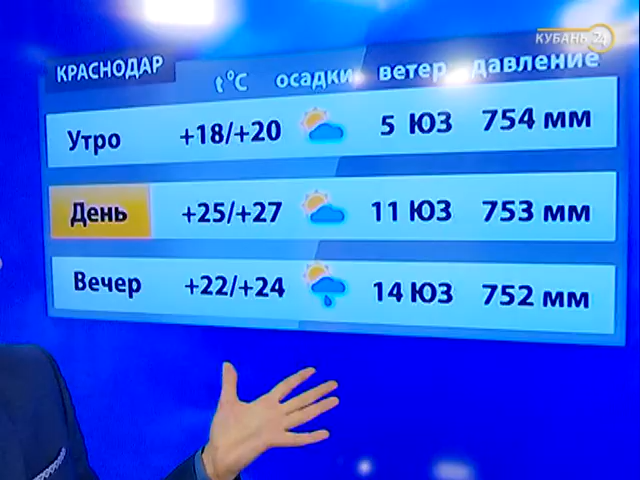 КУБАНЬ 24
КРАСНОДАР
t°C осадки ветер давление
Утро +18/+20 5 ЮЗ 754 мм
День +25/+27 11 ЮЗ 753 мм
Вечер +22/+24 14 ЮЗ 752 мм